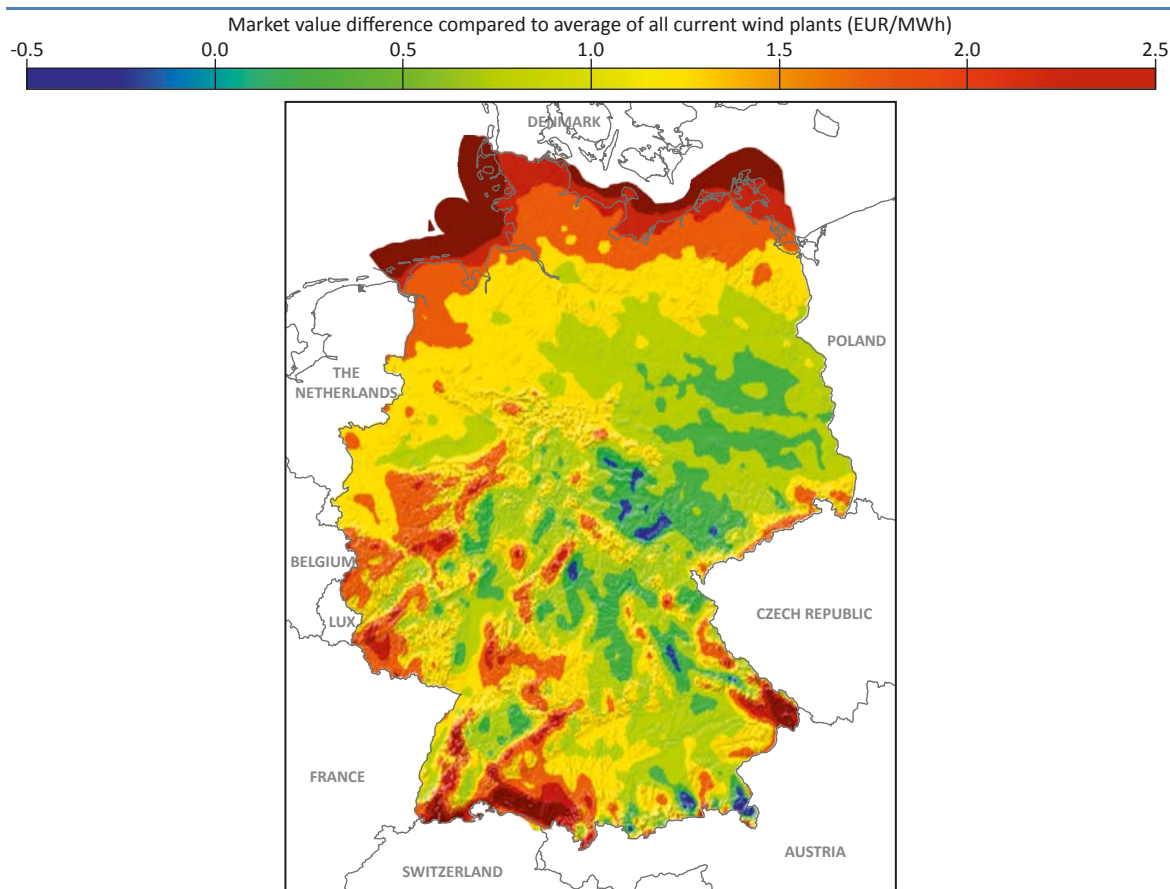 Market value difference compared to average of all current wind plants (EUR/MWh)
-0.5 0.0 0.5 1.0 1.5 2.0 2.5
DENMARK
POLAND
THE
NETHERLANDS
BELGIUM
LUX
CZECH REPUBLIC
FRANCE
AUSTRIA
SWITZERLAND